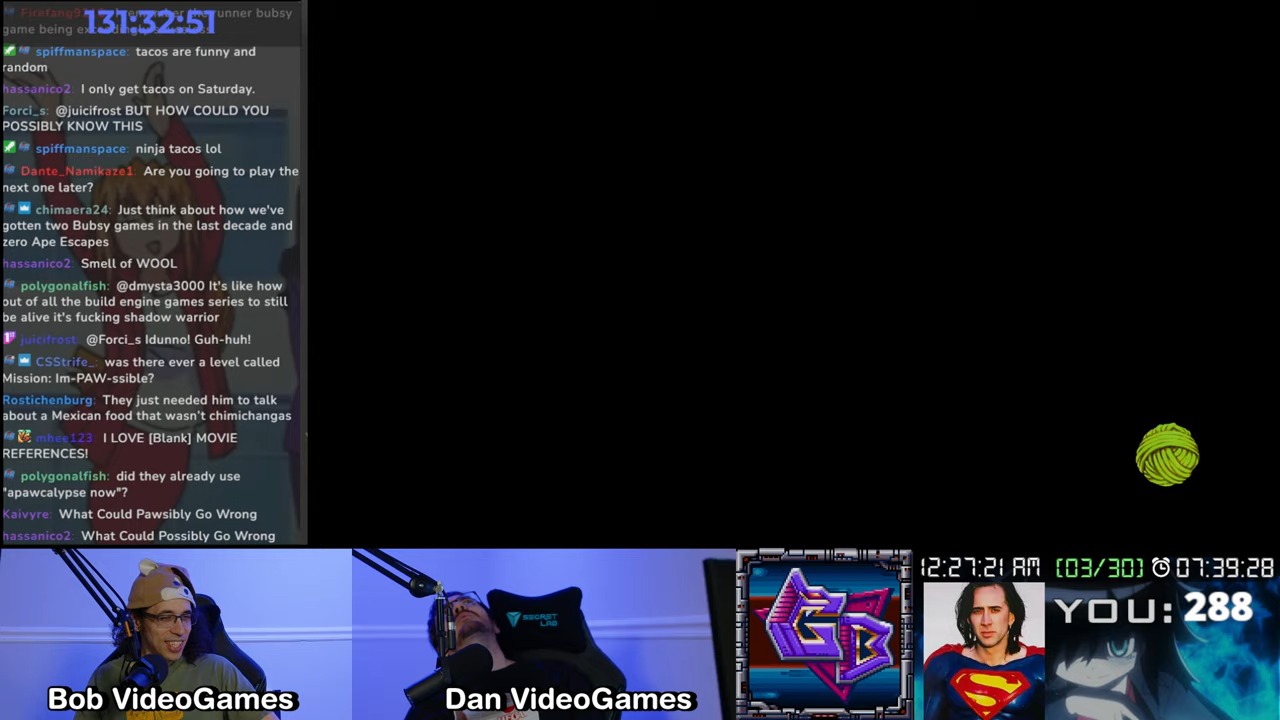 131:32:51
game being
spiffmanspace: tacos are funny and
random
hassanico2: I only get tacos on Saturday.
Forci_s: @juicifrost BUT HOW COULD YOU
POSSIBLY KNOW THIS
spiffmanspace: ninja tacos lol
Dante_Namikaze1: Are you going to play the
next one later?
chimaera24: Just think about how we've
gotten two Bubsy games in the last decade and
zero Ape Escapes
hassanico2: Smell of WOOL
polygonalfish: @dmysta3000 It's like how
out of all the build engine games series to still
be alive it's fucking shadow warrior
juicifrost: @Forci_s Idunno! Guh-huh!
CSStrife_: was there ever a level called
Mission: Im-PAW-ssible?
Rostichenburg: They just needed him to talk
about a Mexican food that wasn't chimichangas
mhee123: I LOVE [Blank] MOVIE
REFERENCES!
polygonalfish: did they already use
"apawcalypse now"?
Kaivyre: What Could Pawsibly Go Wrong
hassanico2: What Could Possibly Go Wrong
SECRET
LAB
Bob VideoGames
Dan VideoGames
GB
12:27:21 AM [03/30] 07:39:28
YOU: 288
S